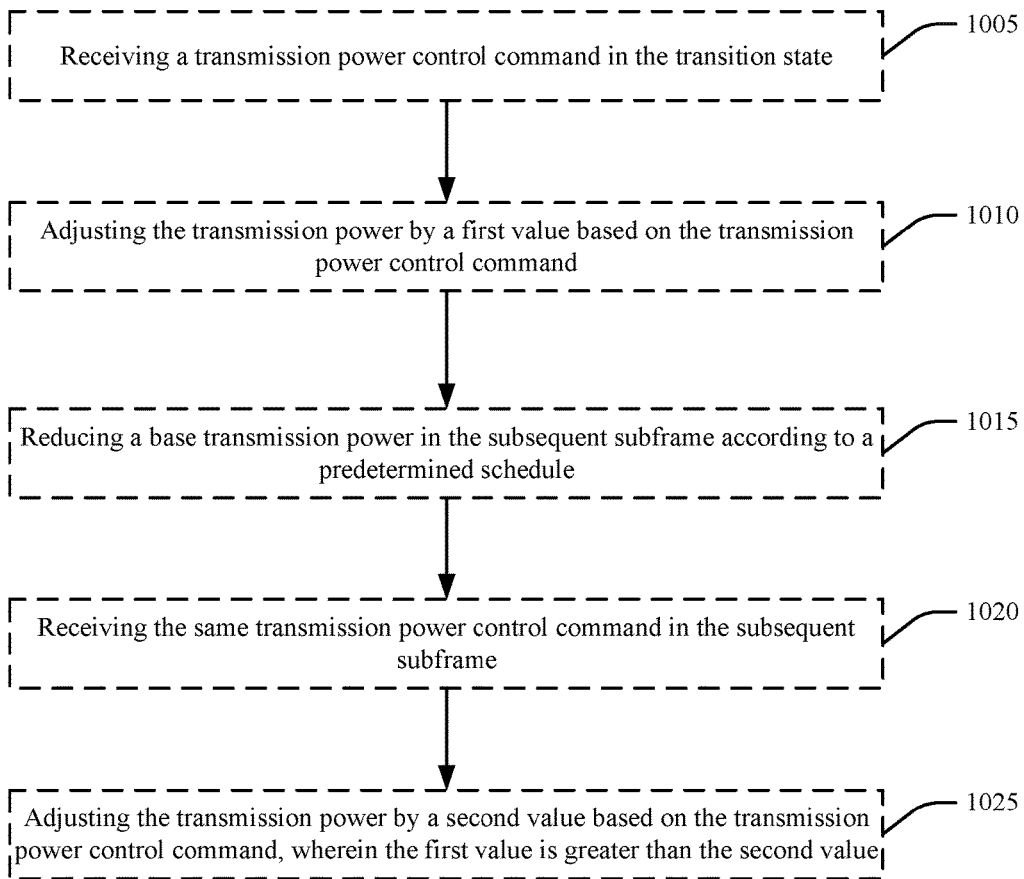 Receiving a transmission power control command in the transition state
1005
Adjusting the transmission power by a first value based on the transmission
power control command
1010
Reducing a base transmission power in the subsequent subframe according to a
predetermined schedule
1015
Receiving the same transmission power control command in the subsequent
subframe
1020
Adjusting the transmission power by a second value based on the transmission
power control command, wherein the first value is greater than the second value
1025